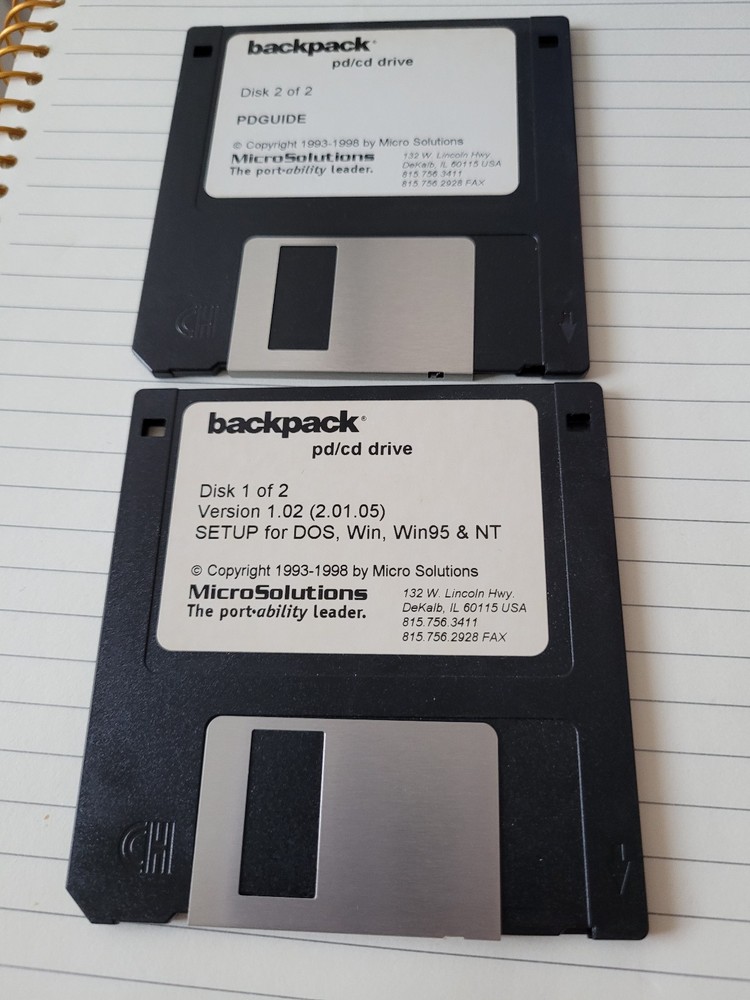 backpack®
pd/cd drive
Disk 2 of 2
PDGUIDE
© Copyright 1993-1998 by Micro Solutions
MicroSolutions
The port•ability leader.
132 W. Lincoln Hwy
DeKalb, IL 60115 USA
815.756.3411
815.756.2928 FAX
backpack®
pd/cd drive
Disk 1 of 2
Version 1.02 (2.01.05)
SETUP for DOS, Win, Win95 & NT
© Copyright 1993-1998 by Micro Solutions
MicroSolutions
The port•ability leader.
132 W. Lincoln Hwy.
DeKalb, IL 60115 USA
815.756.3411
815.756.2928 FAX